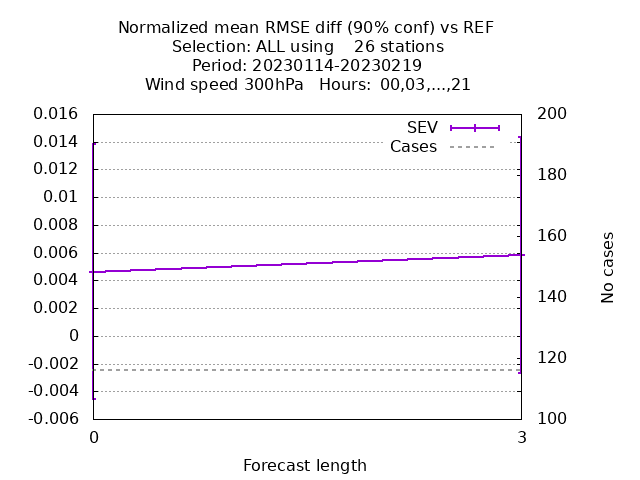 Normalized mean RMSE diff (90% conf) vs REF
Selection: ALL using    26 stations
Period: 20230114-20230219
Wind speed 300hPa   Hours:  00,03,...,21
0.016
0.014
0.012
0.01
0.008
0.006
0.004
0.002
0
-0.002
-0.004
-0.006
200
180
160
140
120
100
SEV
Cases
No cases
0
3
Forecast length